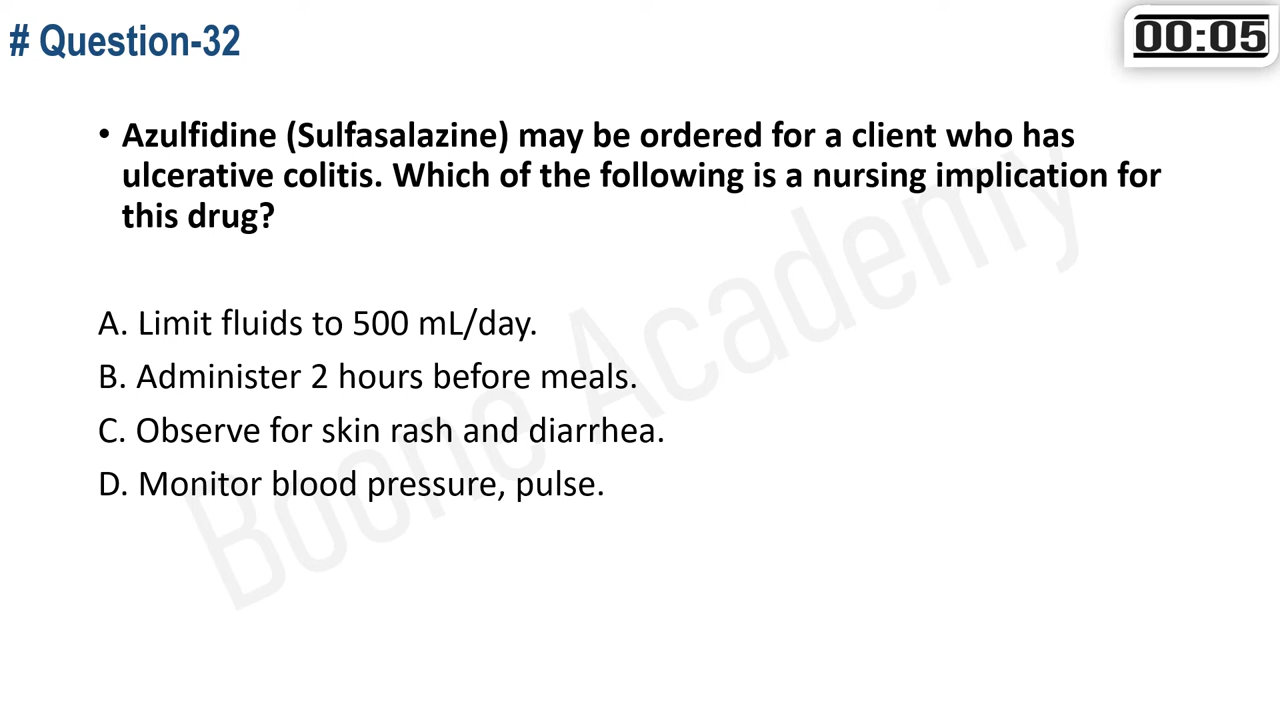 # Question-32
00:05
• Azulfidine (Sulfasalazine) may be ordered for a client who has
ulcerative colitis. Which of the following is a nursing implication for
this drug?
A. Limit fluids to 500 mL/day.
B. Administer 2 hours before meals.
C. Observe for skin rash and diarrhea.
D. Monitor blood pressure, pulse.
Boone Academy